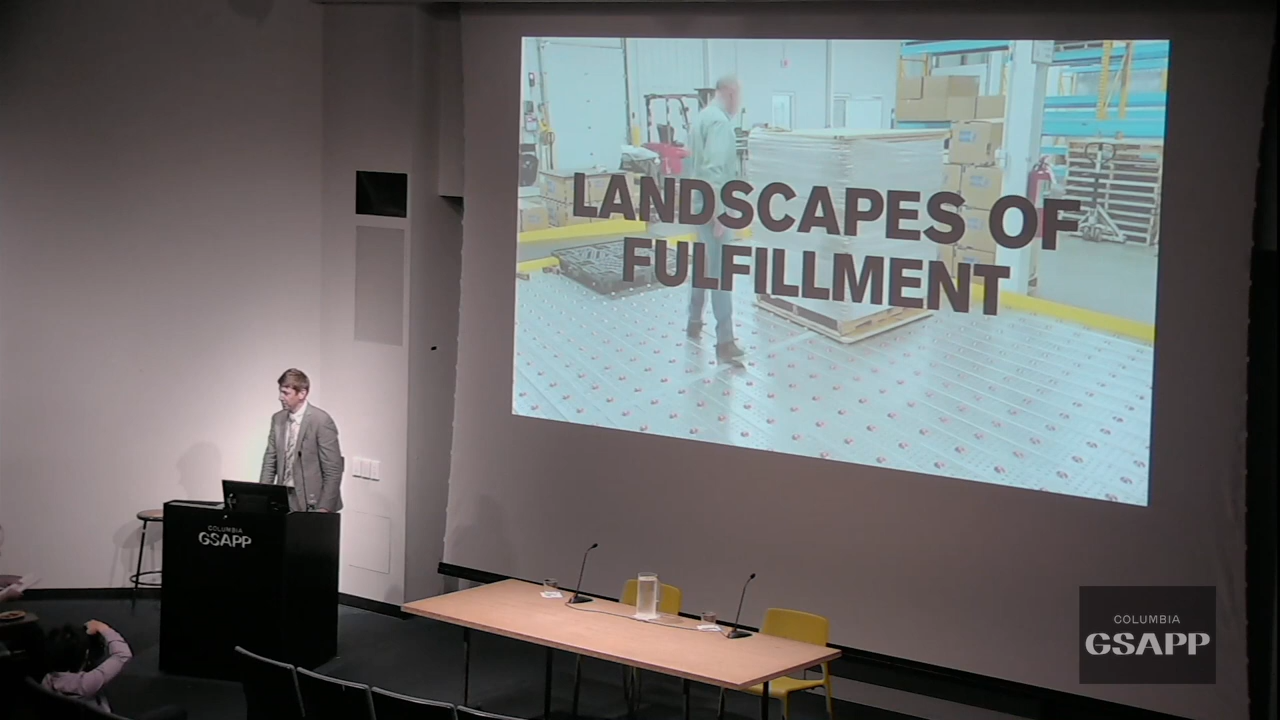 LANDSCAPES OF
FULFILLMENT
COLUMBIA
GSAPP
COLUMBIA
GSAPP